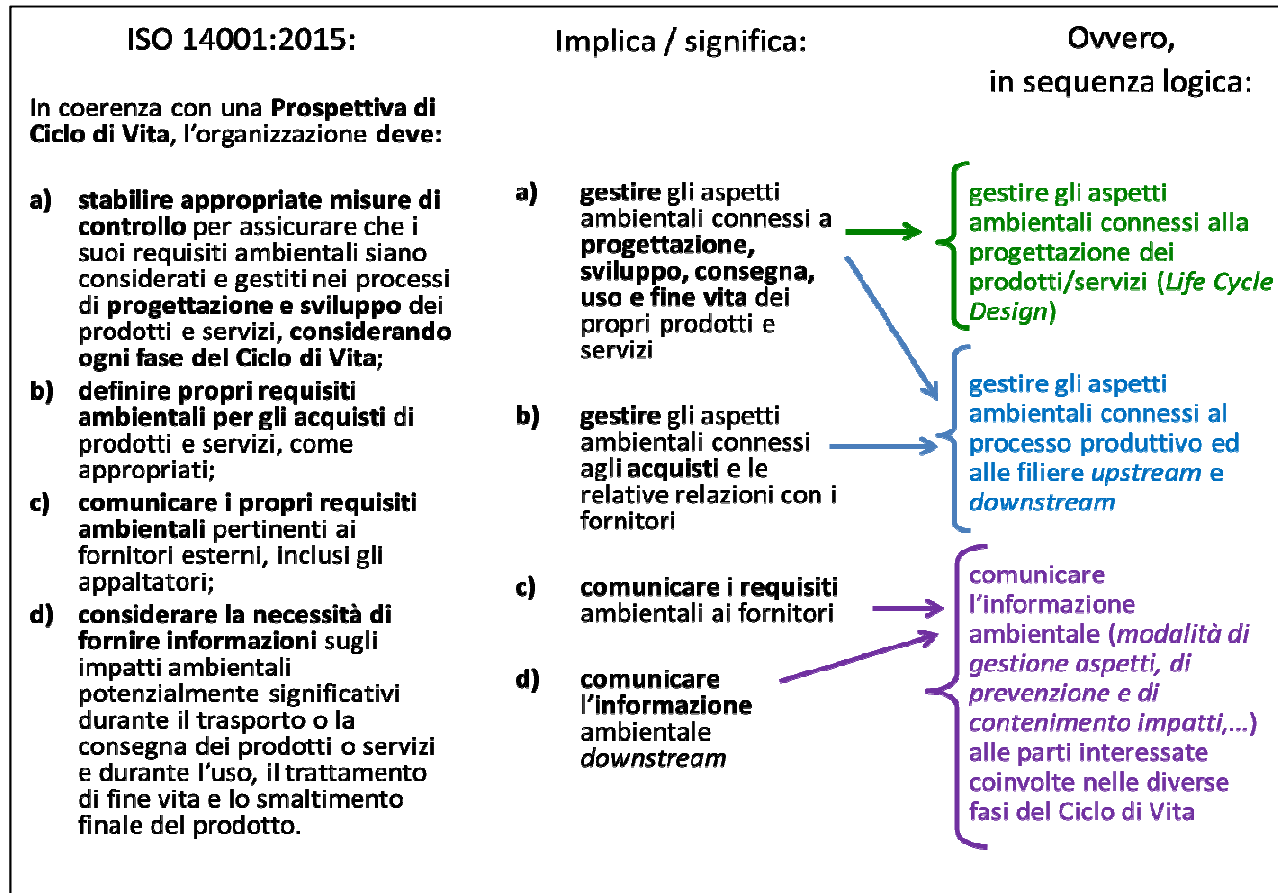 ISO 14001:2015:
In coerenza con una Prospettiva di
Ciclo di Vita, l'organizzazione deve:
a) stabilire appropriate misure di
controllo per assicurare che i
suoi requisiti ambientali siano
considerati e gestiti nei processi
di progettazione e sviluppo dei
prodotti e servizi, considerando
ogni fase del Ciclo di Vita;
b) definire propri requisiti
ambientali per gli acquisti di
prodotti e servizi, come
appropriati;
c) comunicare i propri requisiti
ambientali pertinenti ai
fornitori esterni, inclusi gli
appaltatori;
d) considerare la necessità di
fornire informazioni sugli
impatti ambientali
potenzialmente significativi
durante il trasporto o la
consegna dei prodotti o servizi
e durante l'uso, il trattamento
di fine vita e lo smaltimento
finale del prodotto.
Implica / significa:
a) gestire gli aspetti
ambientali connessi a
progettazione,
sviluppo, consegna,
uso e fine vita dei
propri prodotti e
servizi
b) gestire gli aspetti
ambientali connessi
agli acquisti e le
relative relazioni con i
fornitori
c) comunicare i requisiti
ambientali ai fornitori
d) comunicare
l'informazione
ambientale
downstream
Ovvero,
in sequenza logica:
gestire gli aspetti
ambientali connessi alla
progettazione dei
prodotti/servizi (Life Cycle
Design)
gestire gli aspetti
ambientali connessi al
processo produttivo ed
alle filiere upstream e
downstream
comunicare
l'informazione
ambientale (modalità di
gestione aspetti, di
prevenzione e di
contenimento impatti,...)
alle parti interessate
coinvolte nelle diverse
fasi del Ciclo di Vita